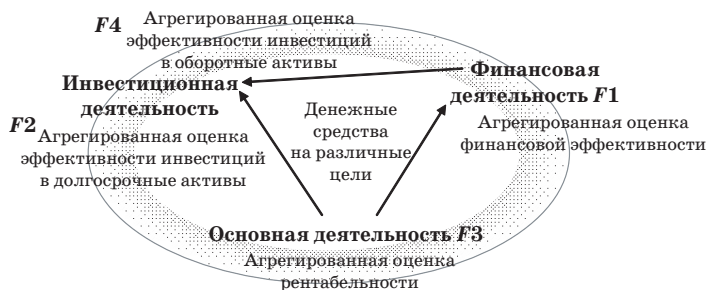 F4 Агрегированная оценка
эффективности инвестиций
в оборотные активы
Инвестиционная
деятельность
F2 Агрегированная оценка
эффективности инвестиций
в долгосрочные активы
Денежные
средства
на различные
цели
Финансовая
деятельность F1
Агрегированная оценка
финансовой эффективности
Основная деятельность F3
Агрегированная оценка
рентабельности